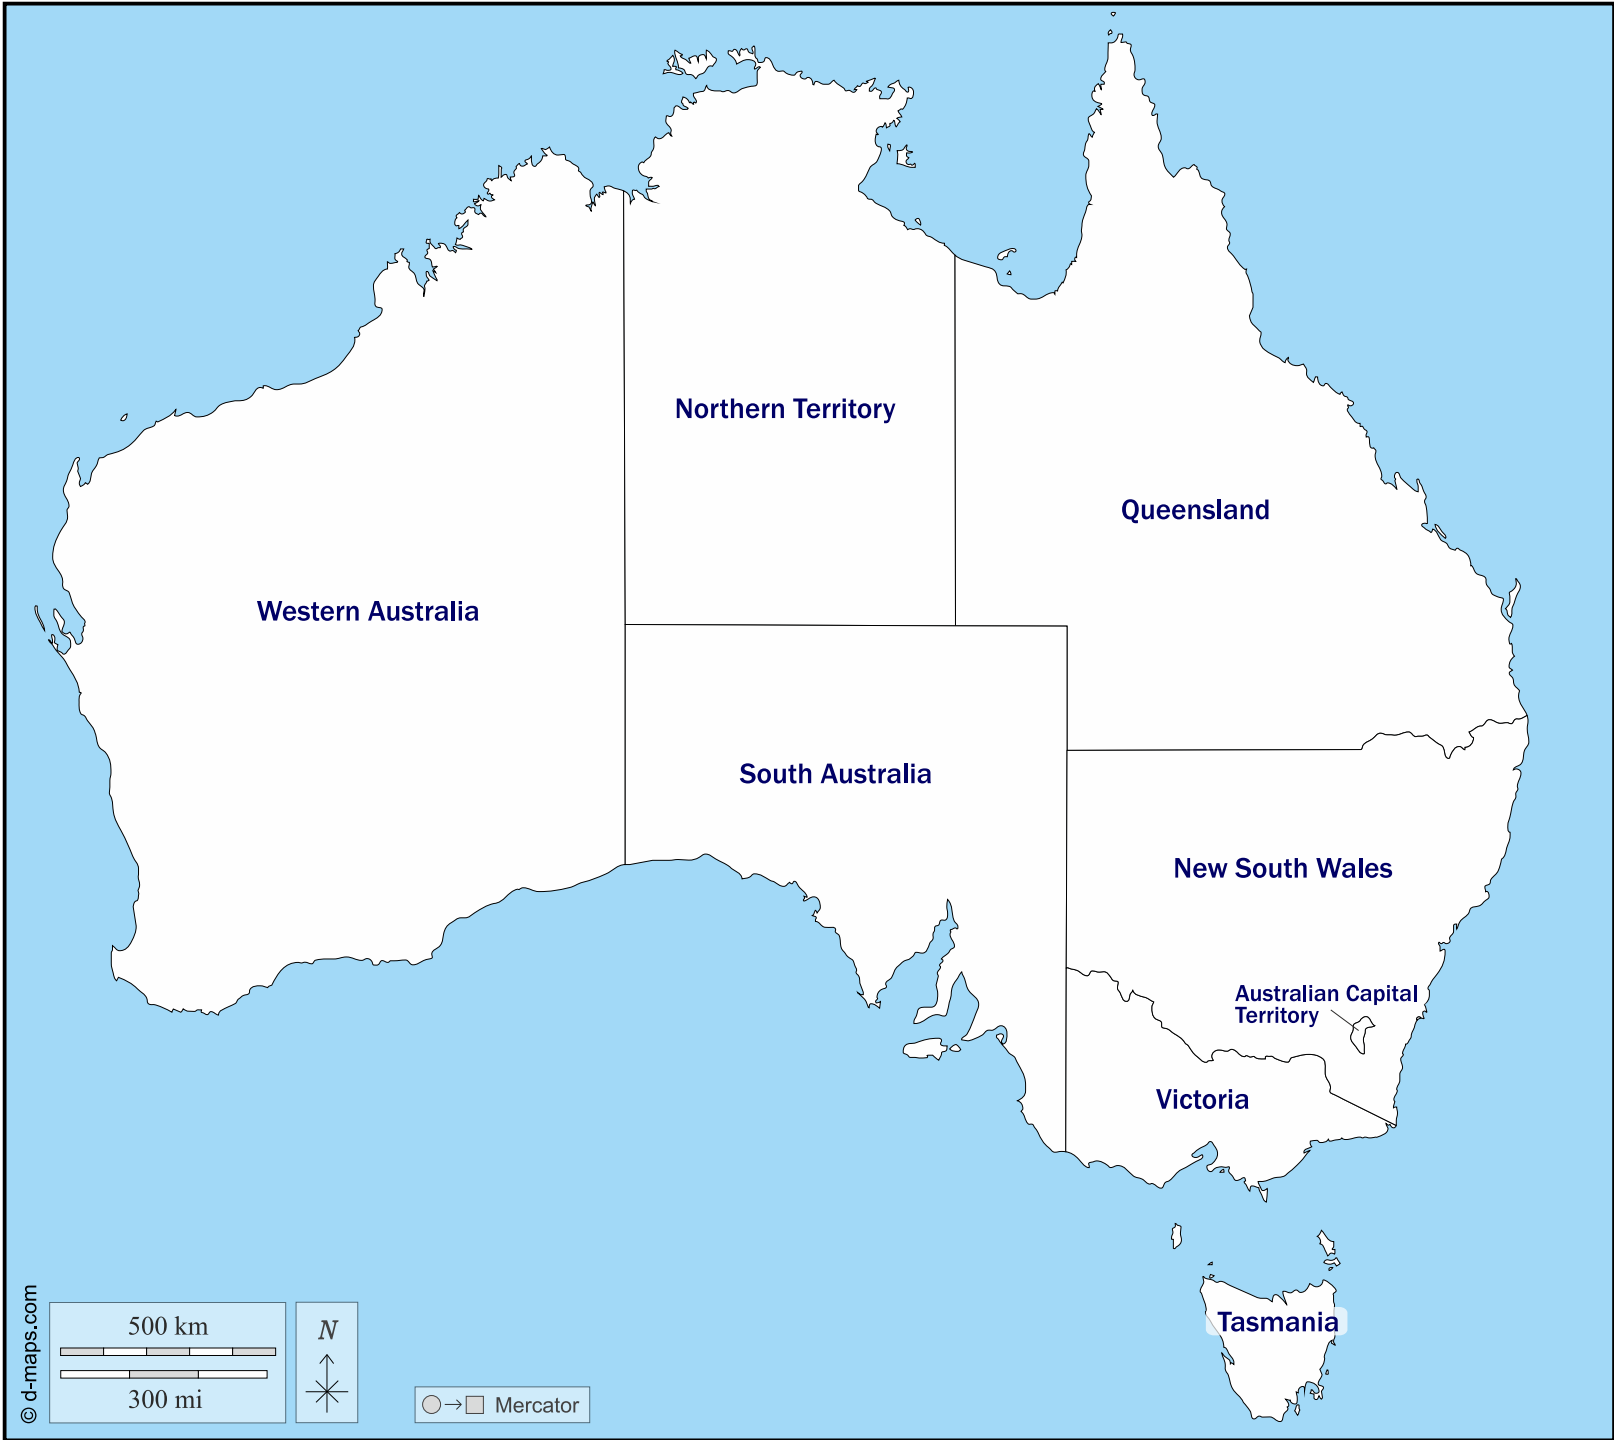 Northern Territory
Queensland
Western Australia
South Australia
New South Wales
Australian Capital
Territory
Victoria
Tasmania
© d-maps.com
500 km
300 mi
N
Mercator